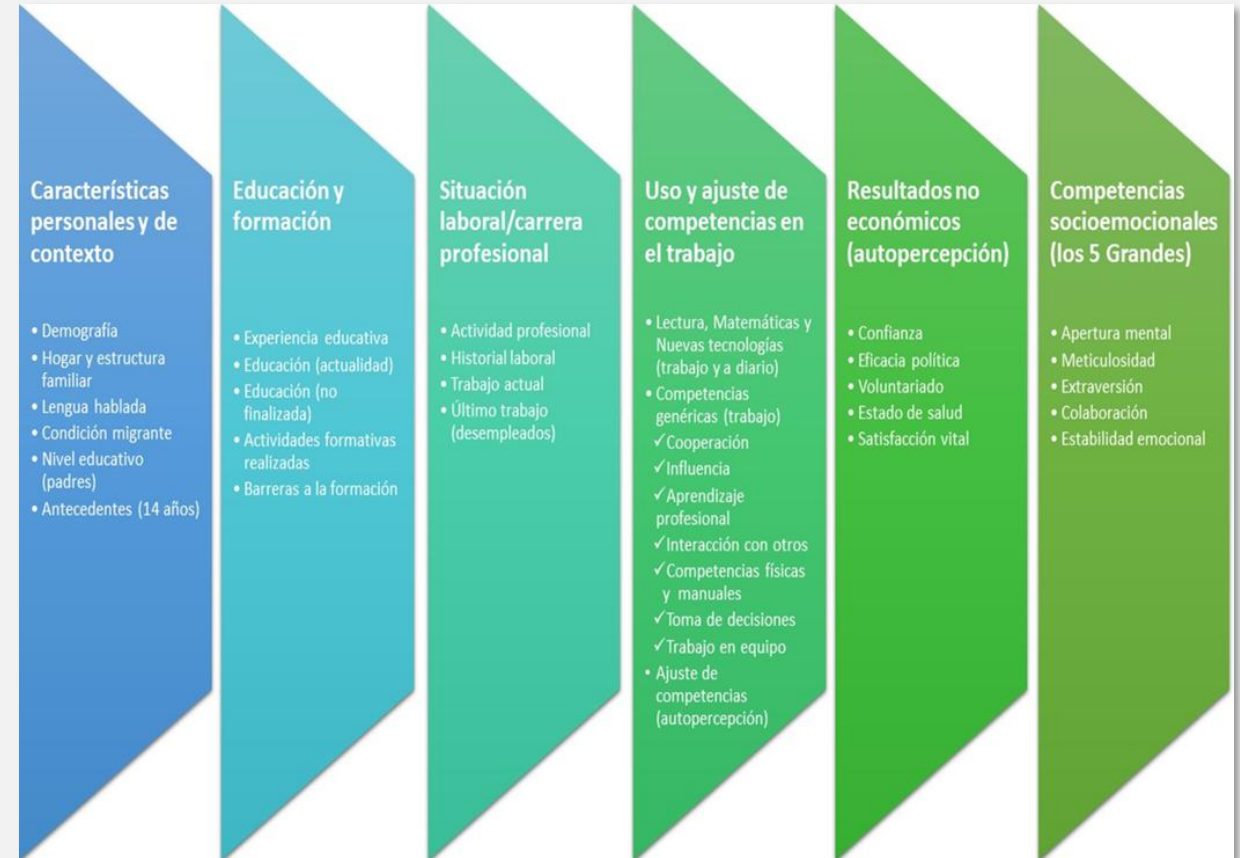 Características
personales y de
contexto
• Demografía
• Hogar y estructura
familiar
• Lengua hablada
• Condición migrante
• Nivel educativo
(padres)
• Antecedentes (14 años)
Educación y
formación
• Experiencia educativa
• Educación (actualidad)
• Educación (no
finalizada)
• Actividades formativas
realizadas
• Barreras a la formación
Situación
laboral/carrera
profesional
• Actividad profesional
• Historial laboral
• Trabajo actual
• Último trabajo
(desempleados)
Uso y ajuste de
competencias en
el trabajo
• Lectura, Matemáticas y
Nuevas tecnologías
(trabajo y a diario)
• Competencias
genéricas (trabajo)
✓Cooperación
✓Influencia
✓Aprendizaje
profesional
✓Interacción con otros
✓Competencias físicas
y manuales
✓Toma de decisiones
✓Trabajo en equipo
• Ajuste de
competencias
(autopercepción)
Resultados no
económicos
(autopercepción)
• Confianza
• Eficacia política
• Voluntariado
• Estado de salud
• Satisfacción vital
Competencias
socioemocionales
(los 5 Grandes)
• Apertura mental
• Meticulosidad
• Extraversión
• Colaboración
• Estabilidad emocional